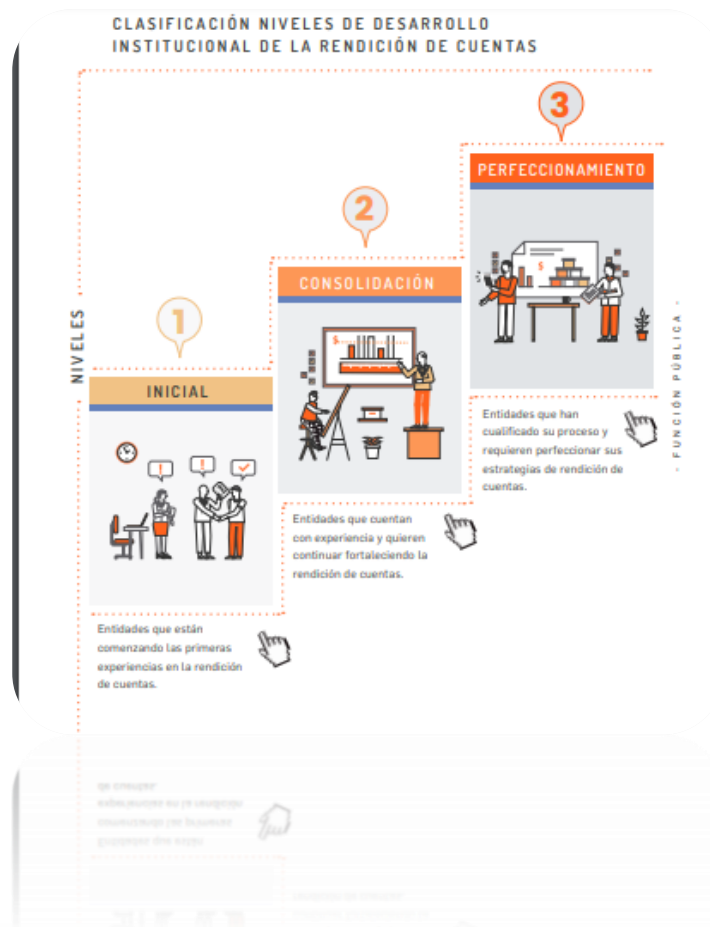 CLASIFICACIÓN NIVELES DE DESARROLLO
INSTITUCIONAL DE LA RENDICIÓN DE CUENTAS
NIVELES
1
INICIAL
Entidades que están
comenzando las primeras
experiencias en la rendición
de cuentas.
2
CONSOLIDACIÓN
$
Entidades que cuentan
con experiencia y quieren
continuar fortaleciendo la
rendición de cuentas.
3
PERFECCIONAMIENTO
$
Entidades que han
cualificado su proceso y
requieren perfeccionar sus
estrategias de rendición de
cuentas.
- FUNCIÓN PÚBLICA -